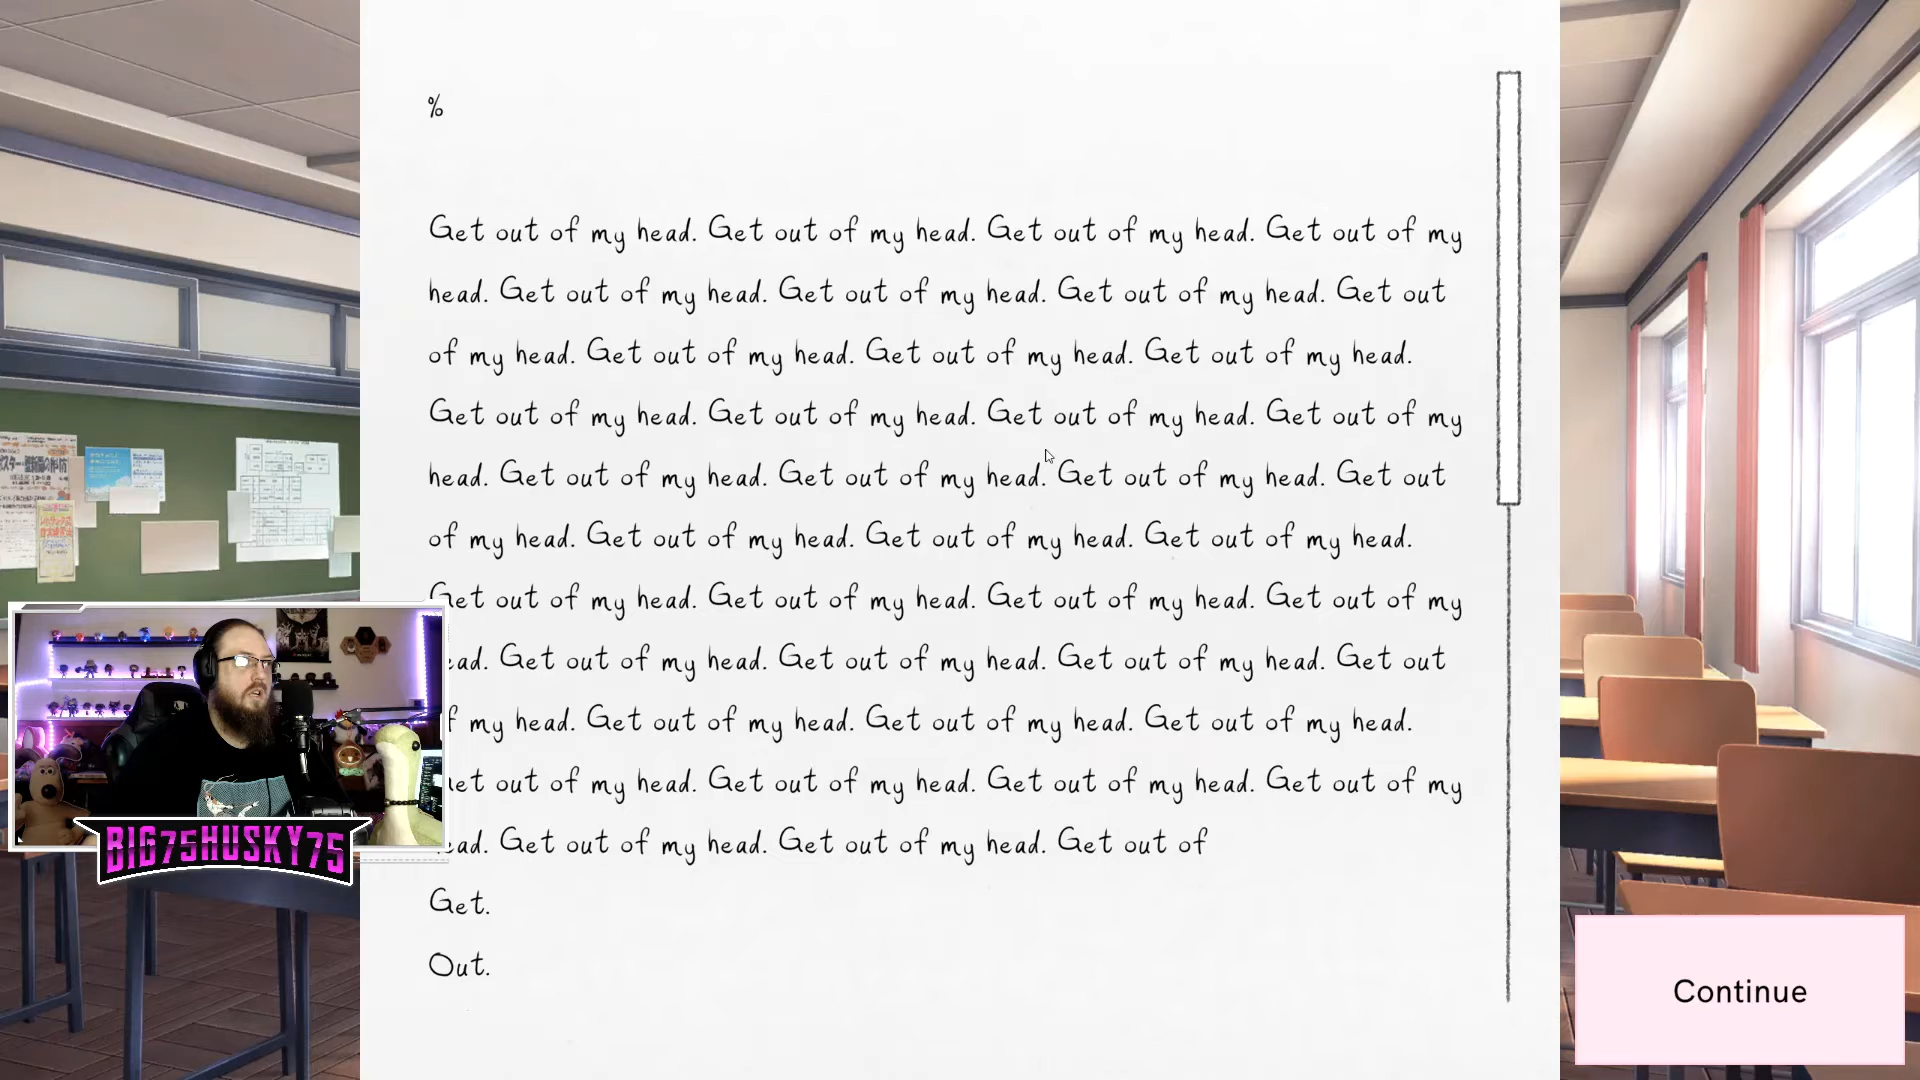 %
Get out of my head. Get out of my head. Get out of my head. Get out of my
head. Get out of my head. Get out of my head. Get out of my head. Get out
of my head. Get out of my head. Get out of my head. Get out of my head.
Get out of my head. Get out of my head. Get out of my head. Get out of my
head. Get out of my head. Get out of my head. Get out of my head. Get out
of my head. Get out of my head. Get out of my head. Get out of my head.
Get out of my head. Get out of my head. Get out of my head. Get out of my
ead. Get out of my head. Get out of my head. Get out of my head. Get out
f my head. Get out of my head. Get out of my head. Get out of my head.
et out of my head. Get out of my head. Get out of my head. Get out of my
ead. Get out of my head. Get out of my head. Get out of
Get.
Out.
BIG75HUSKY75
Continue